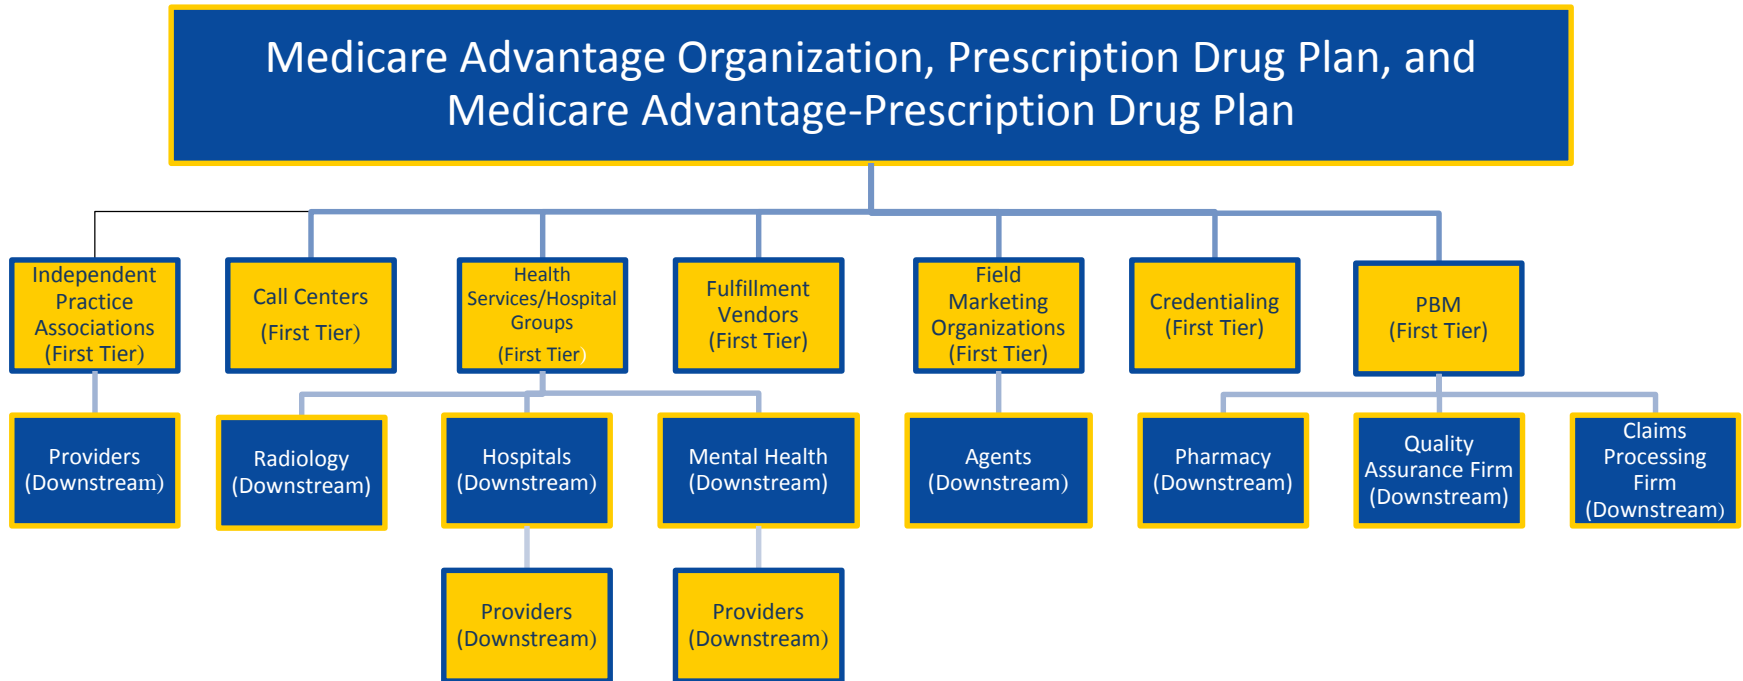 Medicare Advantage Organization, Prescription Drug Plan, and
Medicare Advantage-Prescription Drug Plan
Independent
Practice
Associations
(First Tier)
Call Centers
(First Tier)
Health
Services/Hospital
Groups
(First Tier)
Fulfillment
Vendors
(First Tier)
Field
Marketing
Organizations
(First Tier)
Credentialing
(First Tier)
PBM
(First Tier)
Providers
(Downstream)
Radiology
(Downstream)
Hospitals
(Downstream)
Mental Health
(Downstream)
Agents
(Downstream)
Pharmacy
(Downstream)
Quality
Assurance Firm
(Downstream)
Claims
Processing
Firm
(Downstream)
Providers
(Downstream)
Providers
(Downstream)